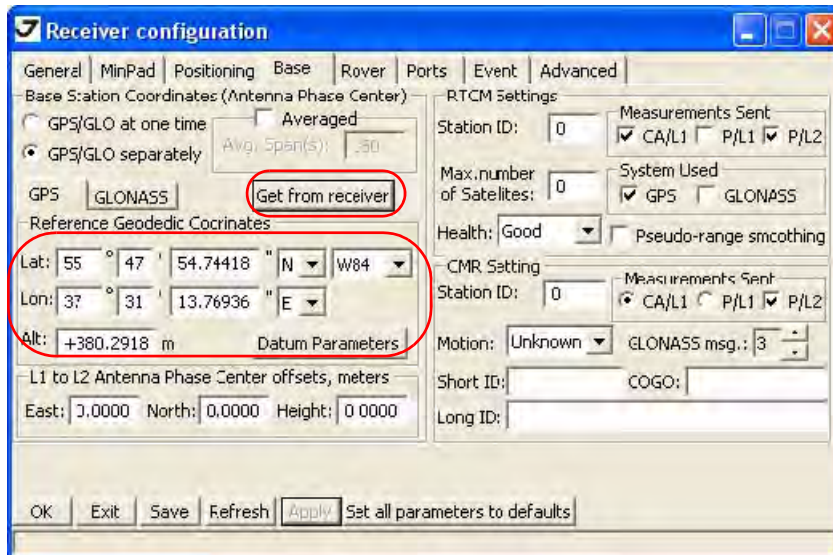 Receiver configuration
General MinPad Positioning Base Rover Ports Event Advanced
Base Station Coordinates (Antenna Phase Center)
GPS/GLO at one time
Averaged
GPS/GLO separately
Avg. Span(s):
GPS GLONASS Get from receiver
Reference Geodedic Cocrinates
Lat: 55 ° 47 ' 54.74418 " N W84
Lon: 37 ° 31 ' 13.76936 " E
Alt: +380.2918 m Datum Parameters
L1 to L2 Antenna Phase Center offsets, meters
East: 0.0000 North: 0.0000 Height: 0 0000
RTCM Settings
Station ID: 0
Measurements Sent
CA/L1 P/L1 P/L2
Max.number
of Satelites: 0
System Used
GPS GLONASS
Health: Good Pseudo-range smcothing
CMR Setting
Station ID: 0
Measurements Sent
CA/L1 P/L1 P/L2
Motion: Unknown GLONASS msg.: 3
Short ID: COGO:
Long ID:
OK Exit Save Refresh Apply Set all parameters to defaults